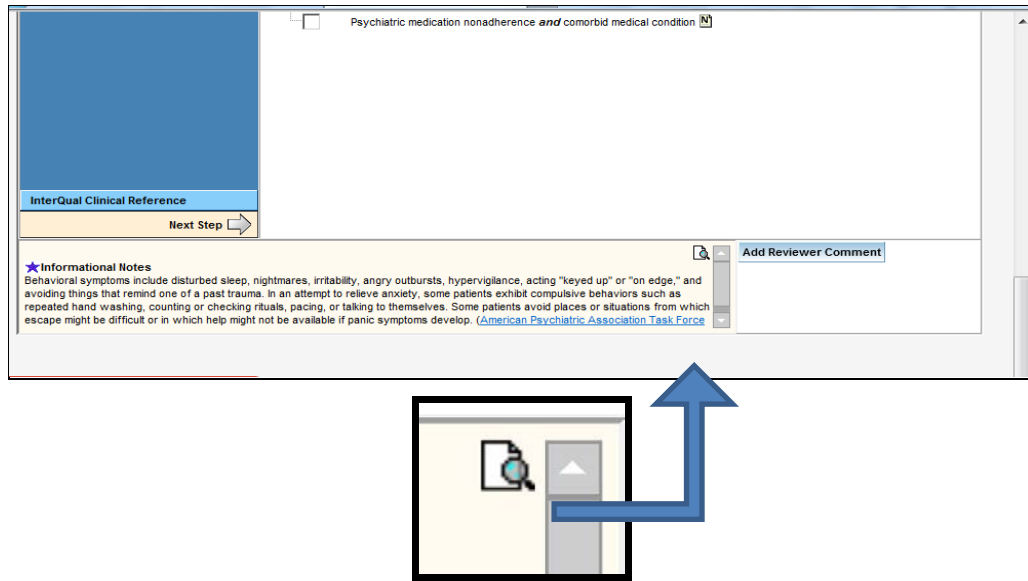 Psychiatric medication nonadherence and comorbid medical condition N
InterQual Clinical Reference
Next Step
Add Reviewer Comment
Informational Notes
Behavioral symptoms include disturbed sleep, nightmares, irritability, angry outbursts, hypervigilance, acting "keyed up" or "on edge," and
avoiding things that remind one of a past trauma. In an attempt to relieve anxiety, some patients exhibit compulsive behaviors such as
repeated hand washing, counting or checking rituals, pacing, or talking to themselves. Some patients avoid places or situations from which
escape might be difficult or in which help might not be available if panic symptoms develop. (American Psychiatric Association Task Force